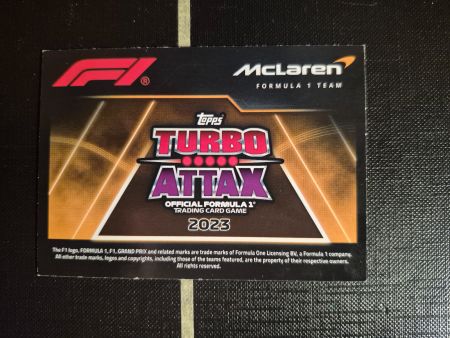 F1®
McLaren
FORMULA 1 TEAM
Topps
TURBO
ATTAX
OFFICIAL FORMULA 1®
TRADING CARD GAME
2023
The F1 logo, FORMULA 1, F1, GRAND PRIX and related marks are trade marks of Formula One Licensing BV, a Formula 1 company.
All other trade marks, logos and copyrights, including those of the teams featured, are the property of their respective owners.
All rights reserved.